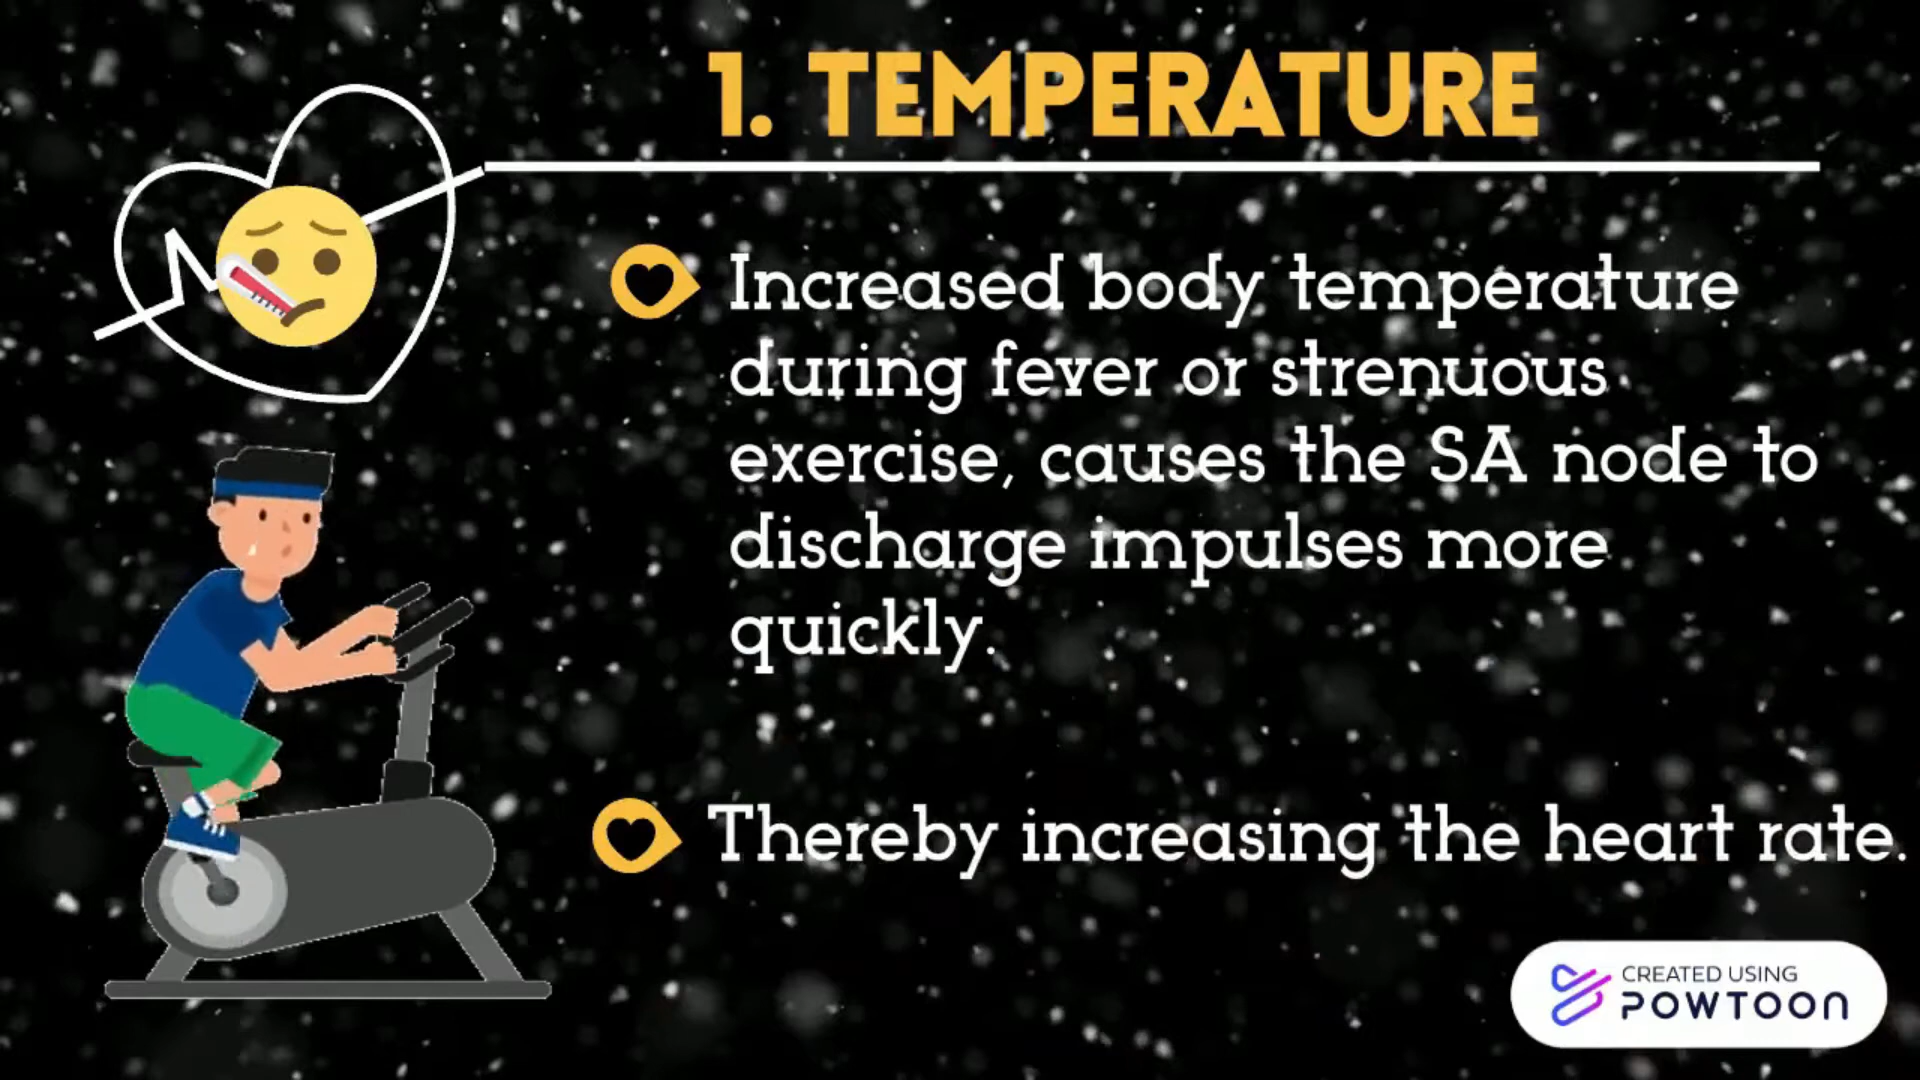 1. TEMPERATURE
Increased body temperature
during fever or strenuous
exercise, causes the SA node to
discharge impulses more
quickly.
Thereby increasing the heart rate.
CREATED USING
POWTOON